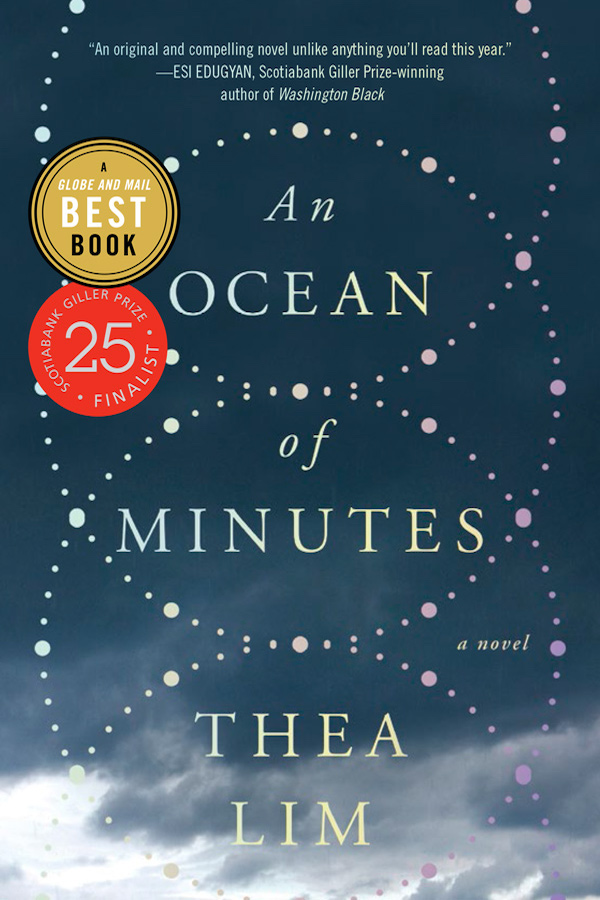 “An original and compelling novel unlike anything you’ll read this year.”
—ESI EDUGYAN, Scotiabank Giller Prize-winning
author of Washington Black
A
GLOBE AND MAIL
BEST
BOOK
SCOTIABANK GILLER PRIZE
25
FINALIST
An
OCEAN
of
MINUTES
a novel
THEA
LIM